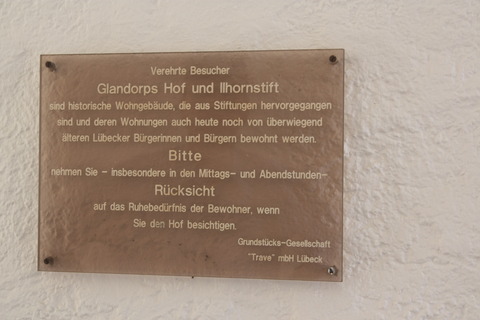 Verehrte Besucher
Glandorps Hof und Ilhornstift
sind historische Wohngebäude, die aus Stiftungen hervorgegangen
sind und deren Wohnungen auch heute noch von überwiegend
älteren Lübecker Bürgerinnen und Bürgern bewohnt werden.
Bitte
nehmen Sie - insbesondere in den Mittags- und Abendstunden-
Rücksicht
auf das Ruhebedürfnis der Bewohner, wenn
Sie den Hof besichtigen.
Grundstücks-Gesellschaft
"Trave" mbH Lübeck